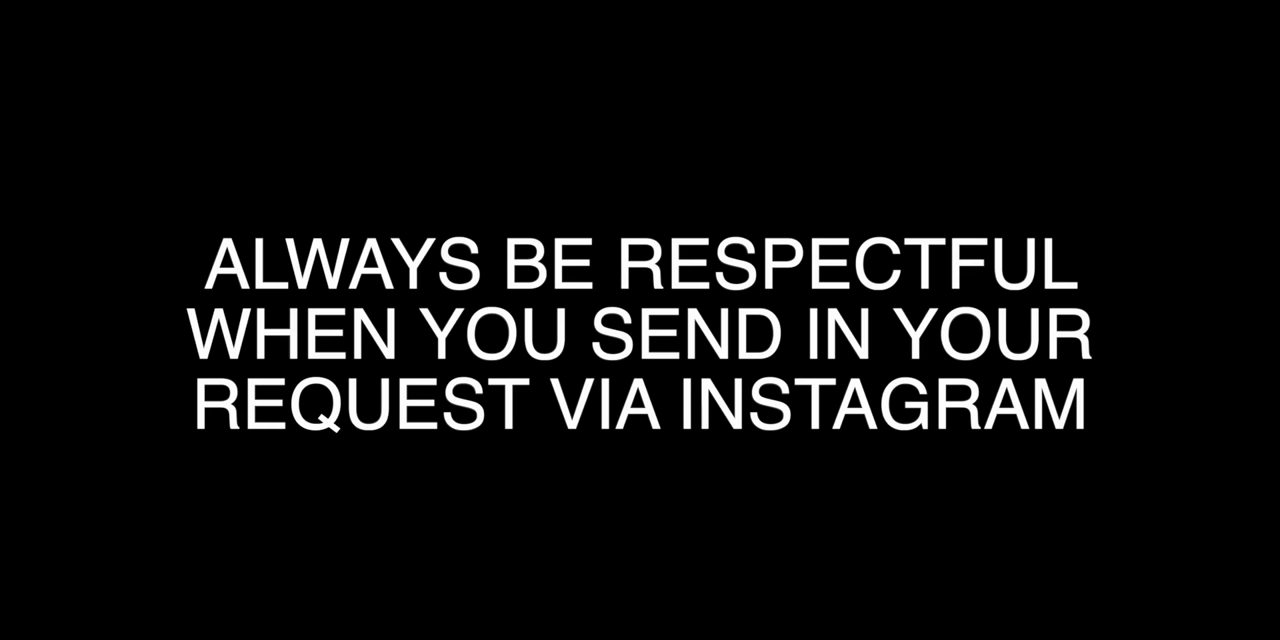 ALWAYS BE RESPECTFUL
WHEN YOU SEND IN YOUR
REQUEST VIA INSTAGRAM